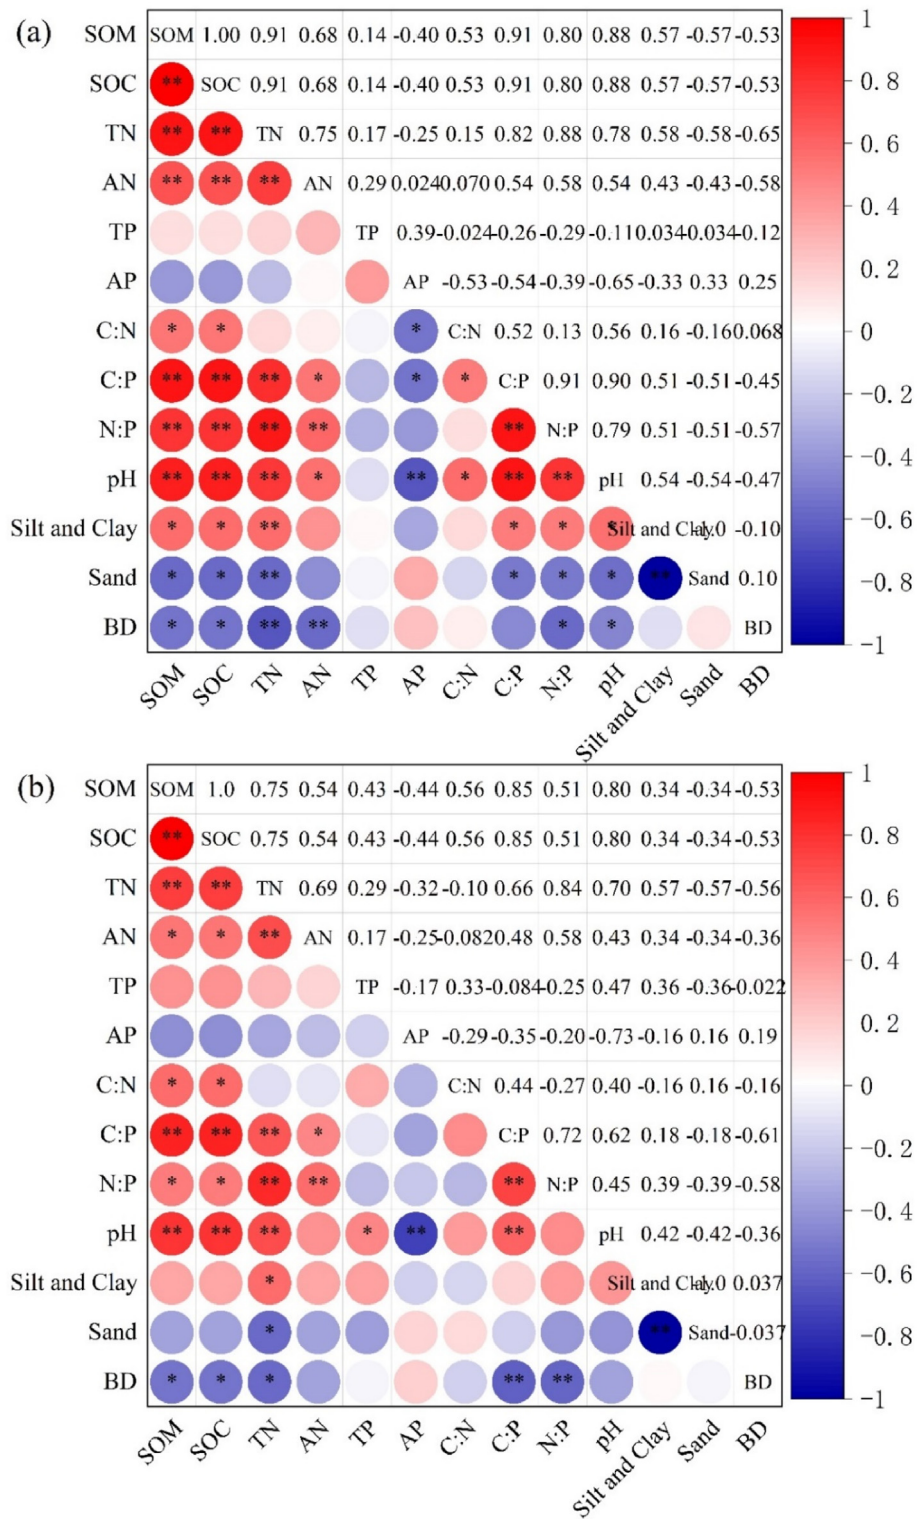 (a)
SOM SOM 1.00 0.91 0.68 0.14 -0.40 0.53 0.91 0.80 0.88 0.57 -0.57 -0.53
SOC ** SOC 0.91 0.68 0.14 -0.40 0.53 0.91 0.80 0.88 0.57 -0.57 -0.53
TN ** ** TN 0.75 0.17 -0.25 0.15 0.82 0.88 0.78 0.58 -0.58 -0.65
AN ** ** ** AN 0.29 0.024 0.070 0.54 0.58 0.54 0.43 -0.43 -0.58
TP TP 0.39 -0.024 -0.26 -0.29 -0.11 0.034 -0.034 -0.12
AP AP -0.53 -0.54 -0.39 -0.65 -0.33 0.33 0.25
C:N * * * C:N 0.52 0.13 0.56 0.16 -0.16 0.068
C:P ** ** ** * * * C:P 0.91 0.90 0.51 -0.51 -0.45
N:P ** ** ** ** ** N:P 0.79 0.51 -0.51 -0.57
pH ** ** ** * ** * ** ** pH 0.54 -0.54 -0.47
Silt and Clay * * ** * * * Silt and Clay -1.0 -0.10
Sand * * ** * * * ** Sand 0.10
BD * * ** ** * * BD
SOM SOC TN AN TP AP C:N C:P N:P pH Silt and Clay Sand BD
1
0.8
0.6
0.4
0.2
0
-0.2
-0.4
-0.6
-0.8
-1
(b)
SOM SOM 1.0 0.75 0.54 0.43 -0.44 0.56 0.85 0.51 0.80 0.34 -0.34 -0.53
SOC ** SOC 0.75 0.54 0.43 -0.44 0.56 0.85 0.51 0.80 0.34 -0.34 -0.53
TN ** ** TN 0.69 0.29 -0.32 -0.10 0.66 0.84 0.70 0.57 -0.57 -0.56
AN * * ** AN 0.17 -0.25 -0.082 0.48 0.58 0.43 0.34 -0.34 -0.36
TP TP -0.17 0.33 -0.084 -0.25 0.47 0.36 -0.36 -0.022
AP AP -0.29 -0.35 -0.20 -0.73 -0.16 0.16 0.19
C:N * * C:N 0.44 -0.27 0.40 -0.16 0.16 -0.16
C:P ** ** ** * C:P 0.72 0.62 0.18 -0.18 -0.61
N:P * * ** ** ** N:P 0.45 0.39 -0.39 -0.58
pH ** ** ** * ** ** pH 0.42 -0.42 -0.36
Silt and Clay * Silt and Clay -1.0 0.037
Sand * ** Sand -0.037
BD * * * ** ** BD
SOM SOC TN AN TP AP C:N C:P N:P pH Silt and Clay Sand BD
1
0.8
0.6
0.4
0.2
0
-0.2
-0.4
-0.6
-0.8
-1